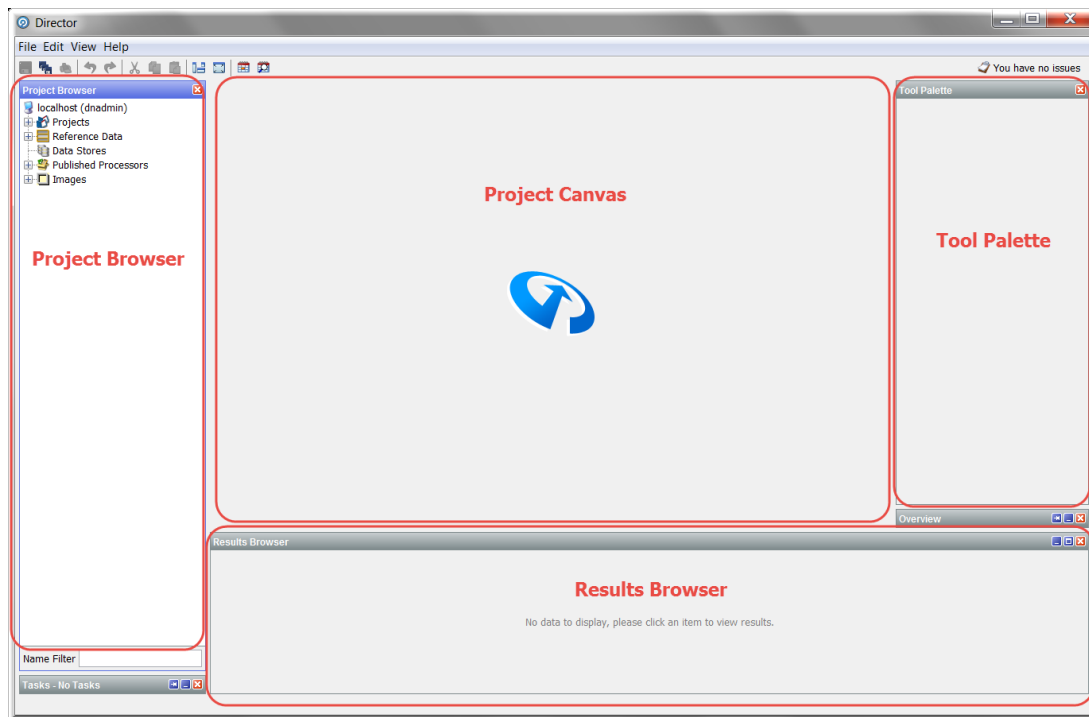 Director
File Edit View Help
You have no issues
Project Browser
localhost (dnadmin)
Projects
Reference Data
Data Stores
Published Processors
Images
Project Browser
Name Filter
Tasks - No Tasks
Project Canvas
Tool Palette
Tool Palette
Overview
Results Browser
Results Browser
No data to display, please click an item to view results.